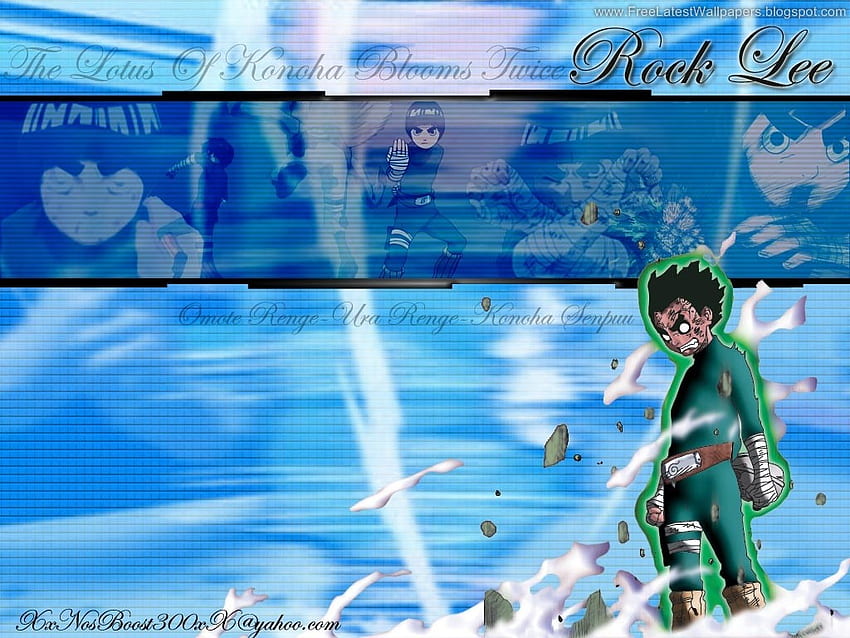 www.FreeLatestWallpapers.blogspot.com
The Lotus Of Konoha Blooms Twice Rock Lee
Omote Renge-Ura Renge-Konoha Senpuu
XxNosBoost300xX@yahoo.com